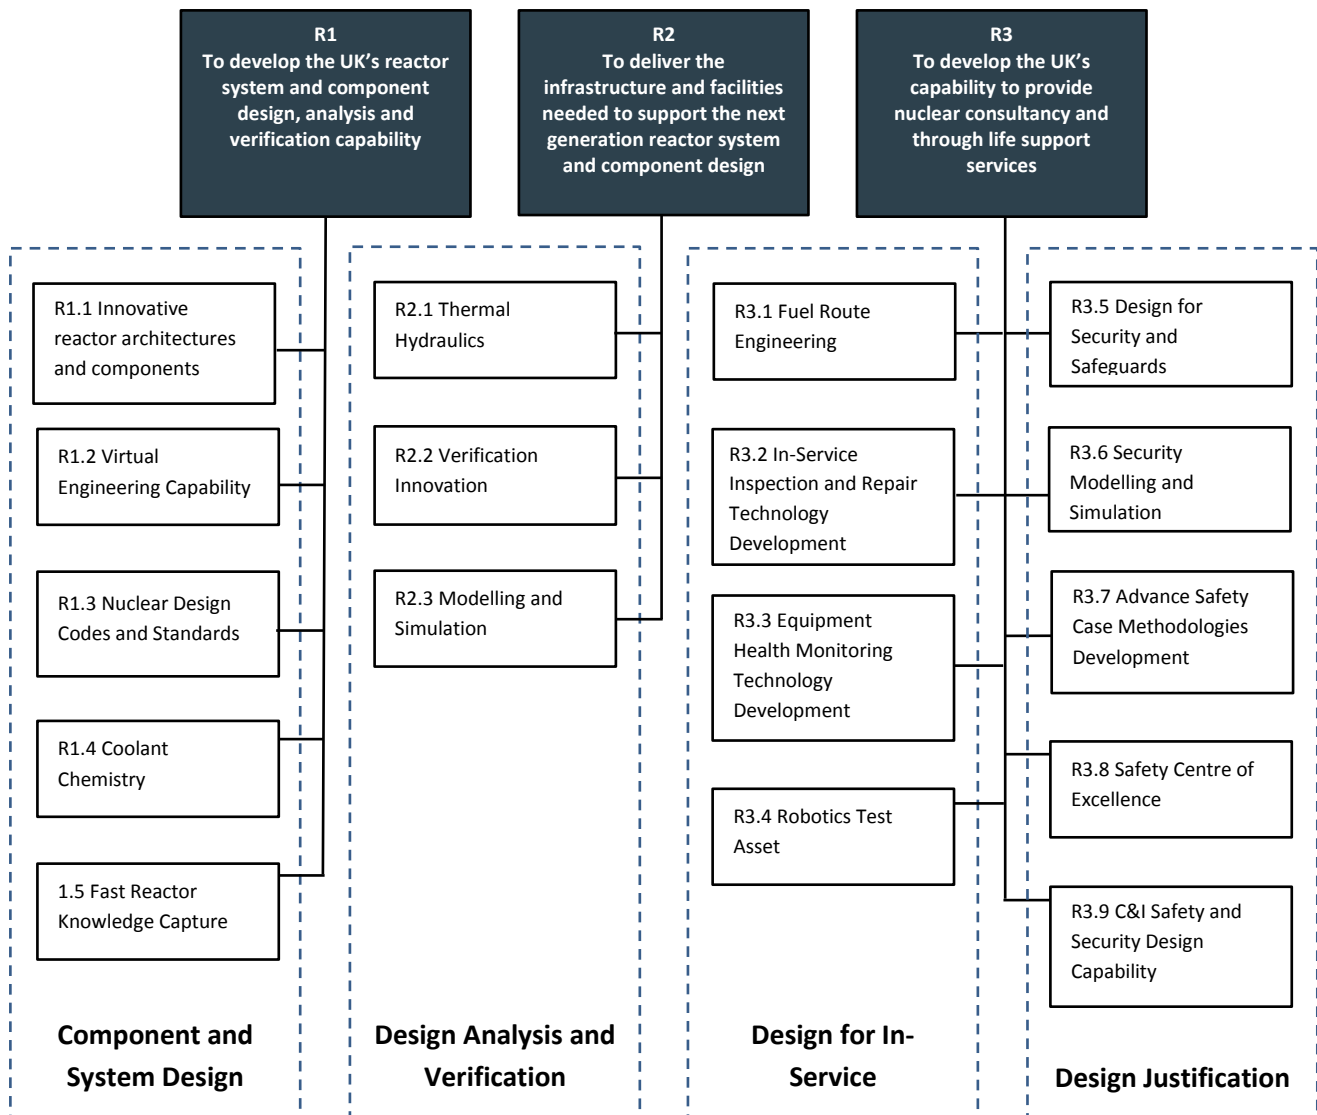 R1
To develop the UK’s reactor
system and component
design, analysis and
verification capability
R2
To deliver the
infrastructure and facilities
needed to support the next
generation reactor system
and component design
R3
To develop the UK’s
capability to provide
nuclear consultancy and
through life support
services
R1.1 Innovative
reactor architectures
and components
R1.2 Virtual
Engineering Capability
R1.3 Nuclear Design
Codes and Standards
R1.4 Coolant
Chemistry
1.5 Fast Reactor
Knowledge Capture
Component and
System Design
R2.1 Thermal
Hydraulics
R2.2 Verification
Innovation
R2.3 Modelling and
Simulation
Design Analysis and
Verification
R3.1 Fuel Route
Engineering
R3.2 In-Service
Inspection and Repair
Technology
Development
R3.3 Equipment
Health Monitoring
Technology
Development
R3.4 Robotics Test
Asset
Design for In-
Service
R3.5 Design for
Security and
Safeguards
R3.6 Security
Modelling and
Simulation
R3.7 Advance Safety
Case Methodologies
Development
R3.8 Safety Centre of
Excellence
R3.9 C&I Safety and
Security Design
Capability
Design Justification